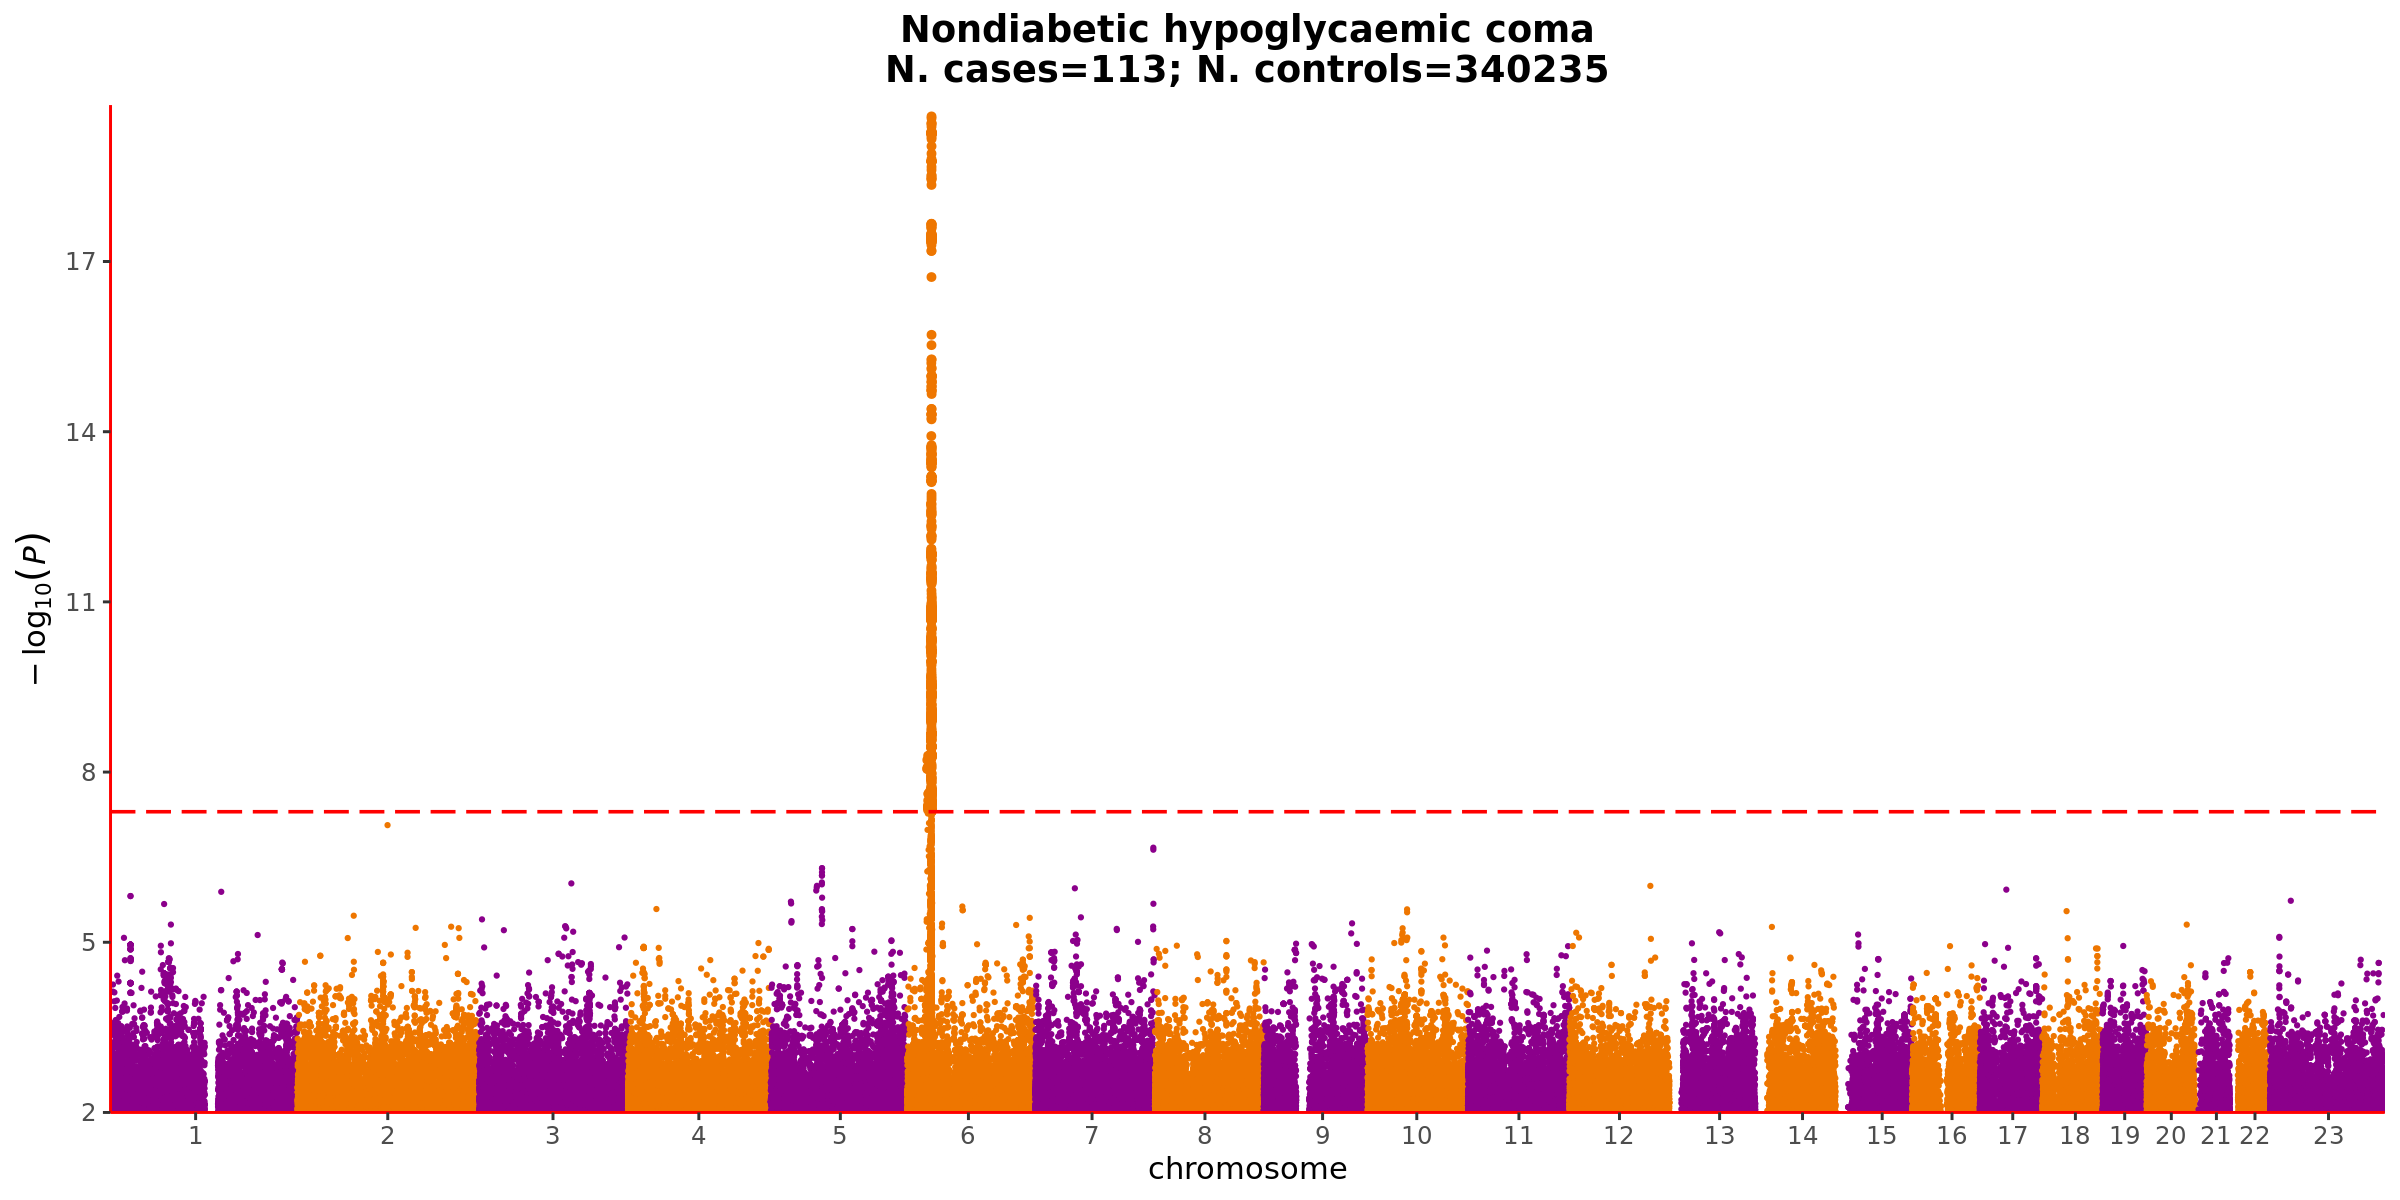 Nondiabetic hypoglycaemic coma
N. cases=113; N. controls=340235
17
14
11
8
5
2
−log10(P)
1 2 3 4 5 6 7 8 9 10 11 12 13 14 15 16 17 18 19 20 21 22 23
chromosome